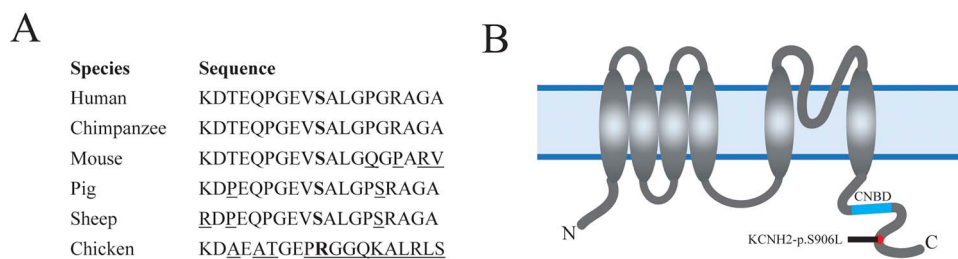 A
Species Sequence
Human KDTEQPGEVSALGPGRAGA
Chimpanzee KDTEQPGEVSALGPGRAGA
Mouse KDTEQPGEVSALGQGPARV
Pig KDPEQPGEVSALGPSRAGA
Sheep RDPEQPGEVSALGPSRAGA
Chicken KDAEATGEPRGGQKALRLS
B
CNBD
N
KCNH2-p.S906L
C